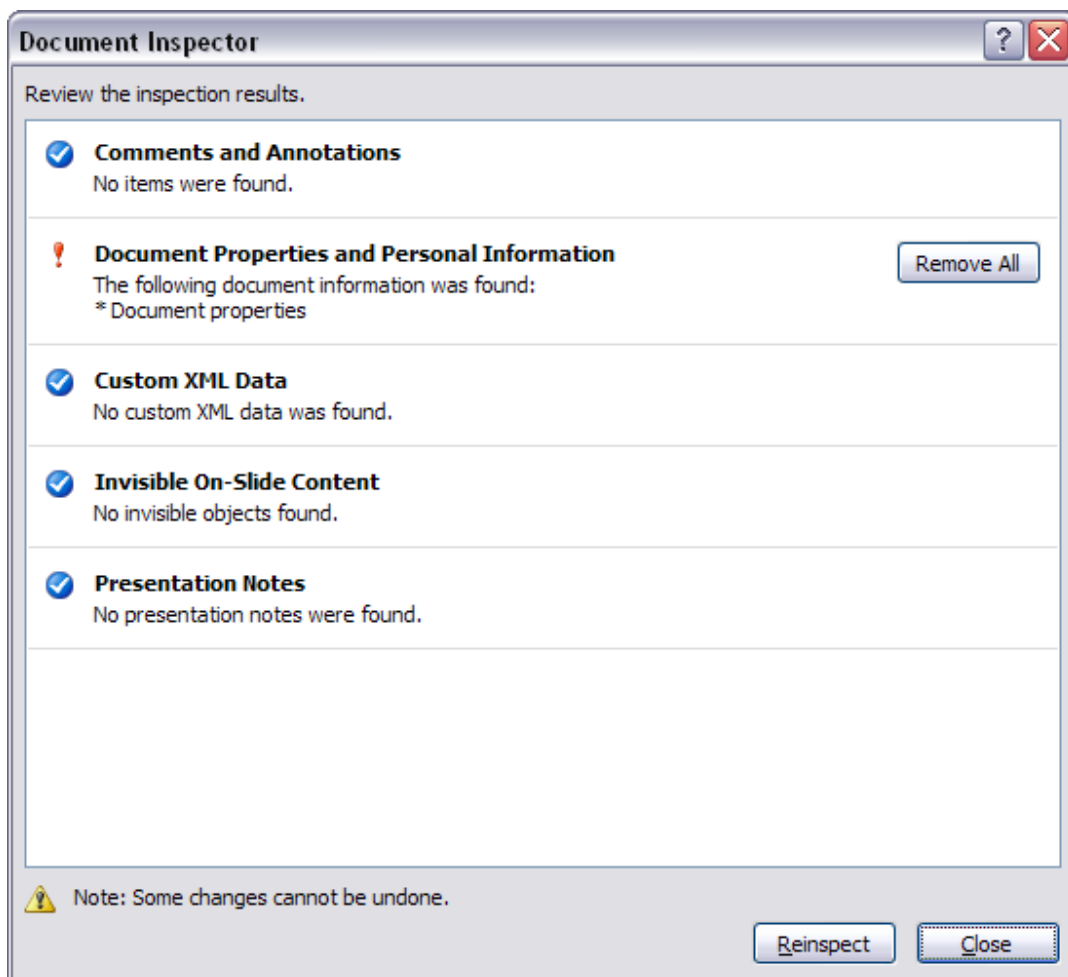 Document Inspector
Review the inspection results.
Comments and Annotations
No items were found.
Document Properties and Personal Information
Remove All
The following document information was found:
* Document properties
Custom XML Data
No custom XML data was found.
Invisible On-Slide Content
No invisible objects found.
Presentation Notes
No presentation notes were found.
Note: Some changes cannot be undone.
Reinspect
Close